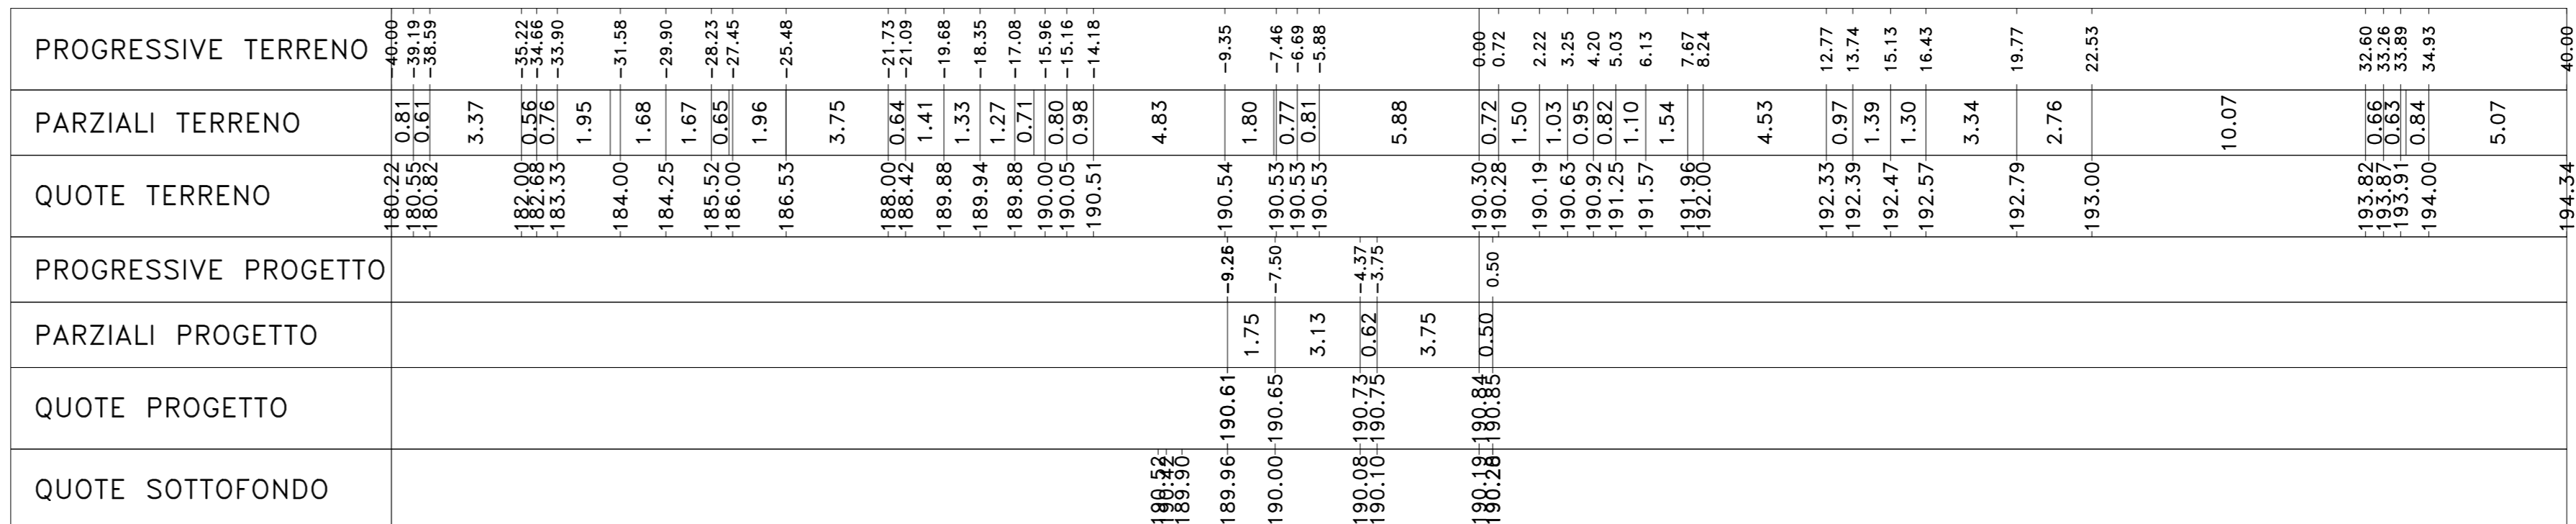 PROGRESSIVE TERRENO -40.00 -39.19 -38.59 -35.22 -34.66 -33.90 -31.58 -29.90 -28.23 -27.45 -25.48 -21.73 -21.09 -19.68 -18.35 -17.08 -15.96 -15.16 -14.18 -9.35 -7.46 -6.69 -5.88 0.00 0.72 2.22 3.25 4.20 5.03 6.13 7.67 8.24 12.77 13.74 15.13 16.43 19.77 22.53 32.60 33.26 33.89 34.93 40.00
PARZIALI TERRENO 0.81 0.61 3.37 0.56 0.76 1.95 1.68 1.67 0.65 1.96 3.75 0.64 1.41 1.33 1.27 0.71 0.80 0.98 4.83 1.80 0.77 0.81 5.88 0.72 1.50 1.03 0.95 0.82 1.10 1.54 4.53 0.97 1.39 1.30 3.34 2.76 10.07 0.66 0.63 0.84 5.07
QUOTE TERRENO 180.22 180.55 180.82 182.00 182.68 183.33 184.00 184.25 185.52 186.00 186.53 188.00 188.42 189.88 189.94 189.88 190.00 190.05 190.51 190.54 190.53 190.53 190.53 190.30 190.28 190.19 190.63 190.92 191.25 191.57 191.96 192.00 192.33 192.39 192.47 192.57 192.79 193.00 193.82 193.87 193.91 194.00 194.34
PROGRESSIVE PROGETTO -9.26 -7.50 -4.37 -3.75 0.50
PARZIALI PROGETTO 1.75 3.13 0.62 3.75 0.50
QUOTE PROGETTO 190.61 190.65 190.73 190.75 190.84 190.85
QUOTE SOTTOFONDO 190.52 190.42 189.90 189.96 190.00 190.08 190.10 190.19